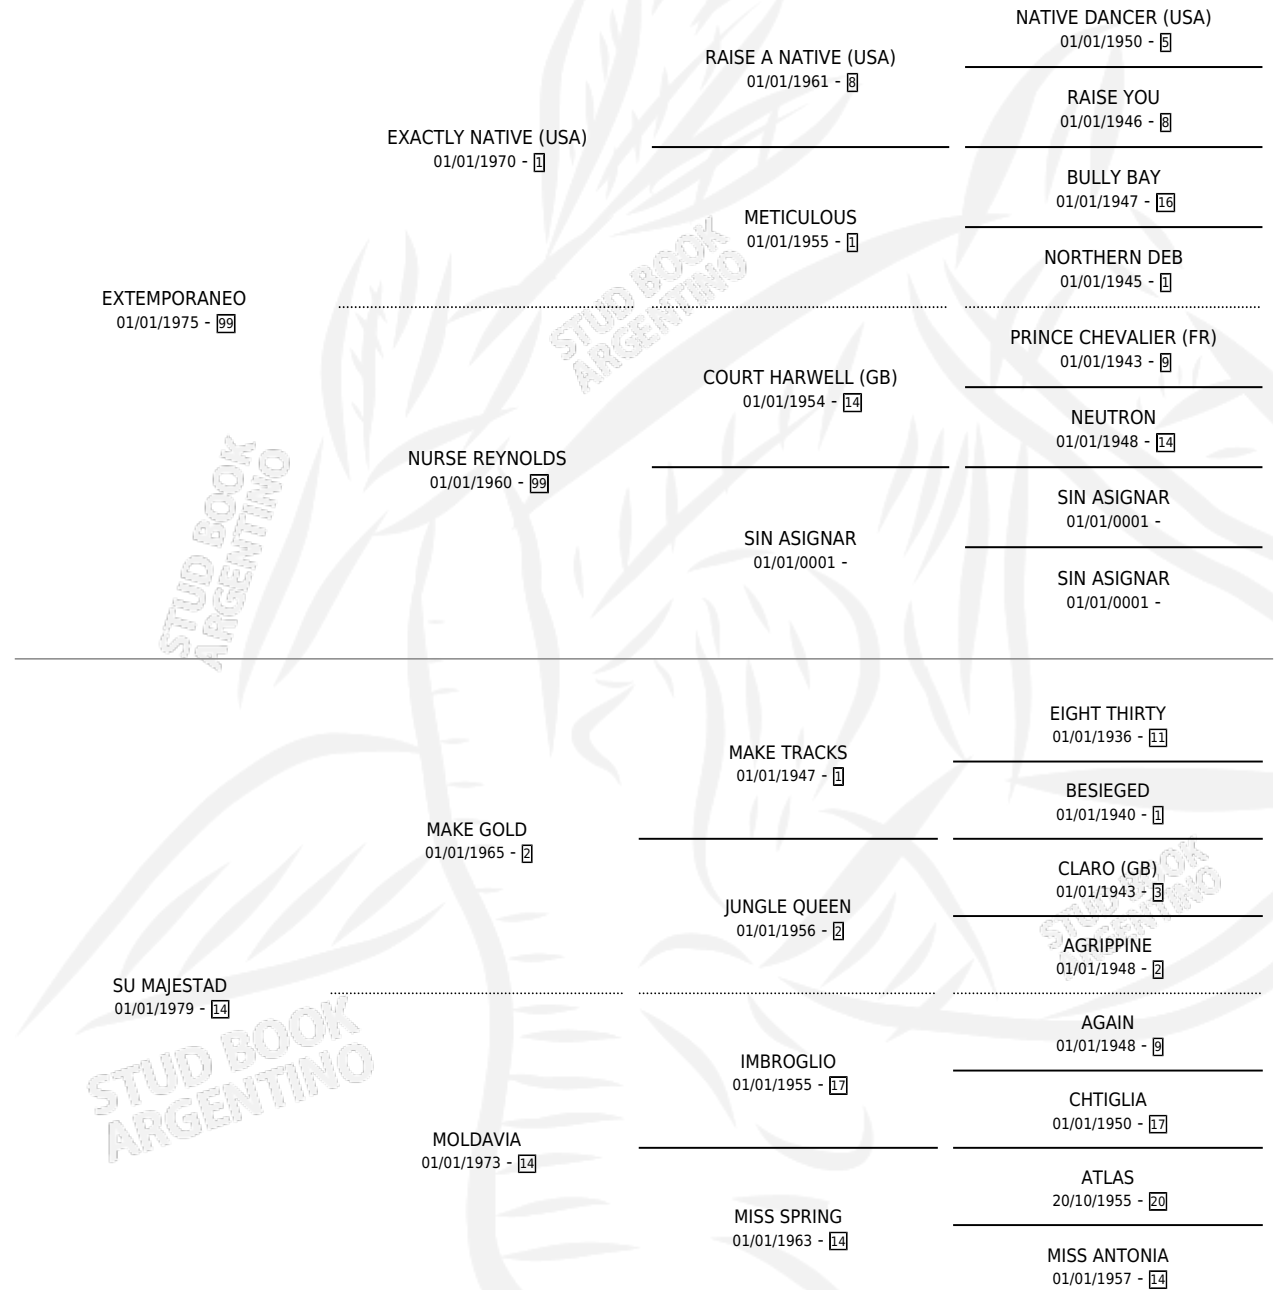 NATIVE DANCER (USA)
01/01/1950 - 5
RAISE A NATIVE (USA)
01/01/1961 - 8
RAISE YOU
01/01/1946 - 8
EXACTLY NATIVE (USA)
01/01/1970 - 1
BULLY BAY
01/01/1947 - 16
METICULOUS
01/01/1955 - 1
NORTHERN DEB
01/01/1945 - 1
EXTEMPORANEO
01/01/1975 - 99
STUD BOOK
ARGENTINO
PRINCE CHEVALIER (FR)
01/01/1943 - 9
COURT HARWELL (GB)
01/01/1954 - 14
NEUTRON
01/01/1948 - 14
NURSE REYNOLDS
01/01/1960 - 99
SIN ASIGNAR
01/01/0001 -
SIN ASIGNAR
01/01/0001 -
SIN ASIGNAR
01/01/0001 -
STUD BOOK
ARGENTINO
EIGHT THIRTY
01/01/1936 - 11
MAKE TRACKS
01/01/1947 - 1
BESIEGED
01/01/1940 - 1
MAKE GOLD
01/01/1965 - 2
CLARO (GB)
01/01/1943 - 3
JUNGLE QUEEN
01/01/1956 - 2
STUD BOOK
ARGENTINO
AGRIPPINE
01/01/1948 - 2
SU MAJESTAD
01/01/1979 - 14
AGAIN
01/01/1948 - 9
IMBROGLIO
01/01/1955 - 17
STUD BOOK
ARGENTINO
CHTIGLIA
01/01/1950 - 17
MOLDAVIA
01/01/1973 - 14
ATLAS
20/10/1955 - 20
MISS SPRING
01/01/1963 - 14
MISS ANTONIA
01/01/1957 - 14